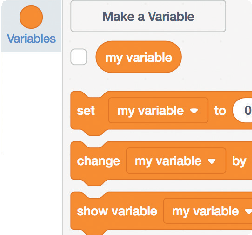 Make a Variable
Variables
my variable
set my variable to 0
change my variable by
show variable my variable